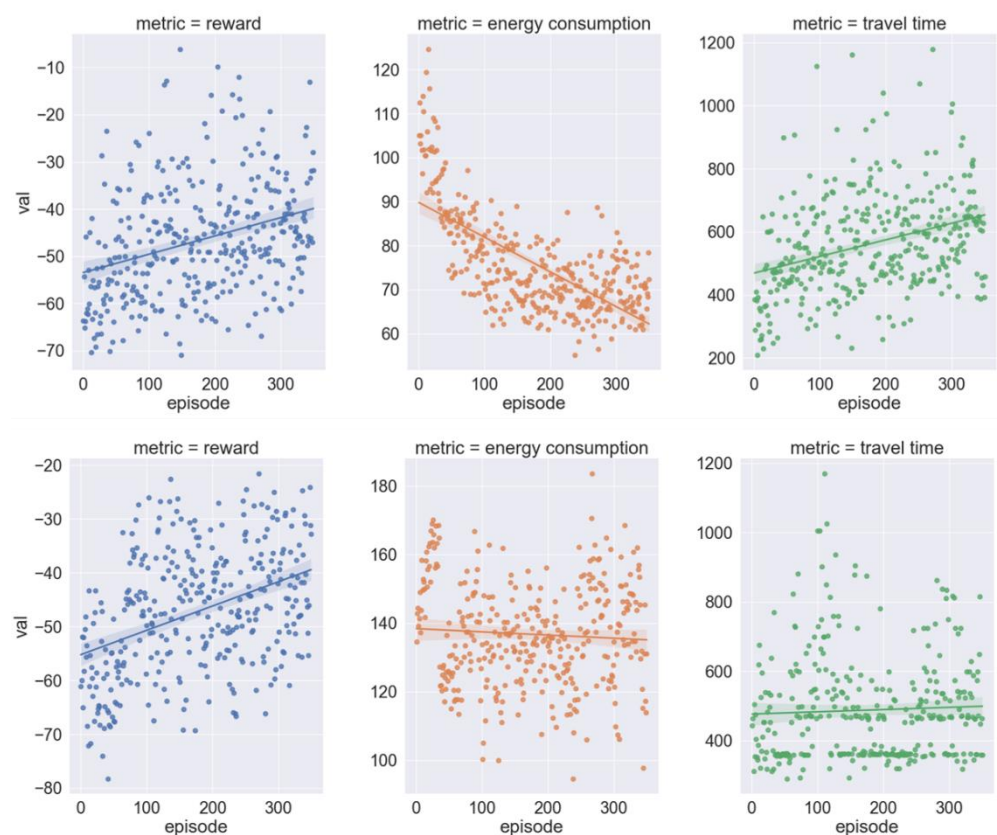 metric = reward
−10
−20
−30
−40
−50
−60
−70
val
0 100 200 300
episode
metric = energy consumption
120
110
100
90
80
70
60
0 100 200 300
episode
metric = travel time
1200
1000
800
600
400
200
0 100 200 300
episode
metric = reward
−20
−30
−40
−50
−60
−70
−80
val
0 100 200 300
episode
metric = energy consumption
180
160
140
120
100
0 100 200 300
episode
metric = travel time
1200
1000
800
600
400
0 100 200 300
episode